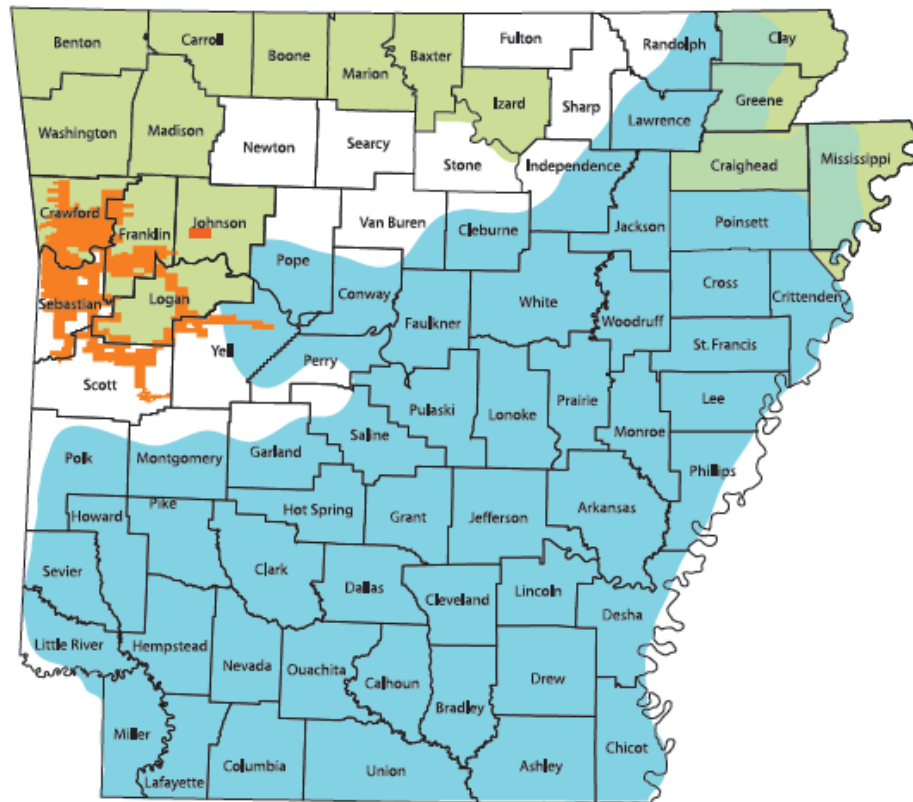 Benton
Carroll
Boone
Marion
Baxter
Fulton
Randolph
Clay
Izard
Sharp
Greene
Lawrence
Washington
Madison
Newton
Searcy
Stone
Independence
Craighead
Mississippi
Crawford
Franklin
Johnson
Van Buren
Cleburne
Jackson
Poinsett
Pope
Sebastian
Logan
Conway
Faulkner
White
Woodruff
Cross
Crittenden
Yell
Perry
St. Francis
Scott
Pulaski
Lonoke
Prairie
Lee
Monroe
Polk
Montgomery
Garland
Saline
Phillips
Howard
Pike
Hot Spring
Grant
Jefferson
Arkansas
Sevier
Clark
Dallas
Cleveland
Lincoln
Desha
Little River
Hempstead
Nevada
Ouachita
Calhoun
Bradley
Drew
Miller
Lafayette
Columbia
Union
Ashley
Chicot